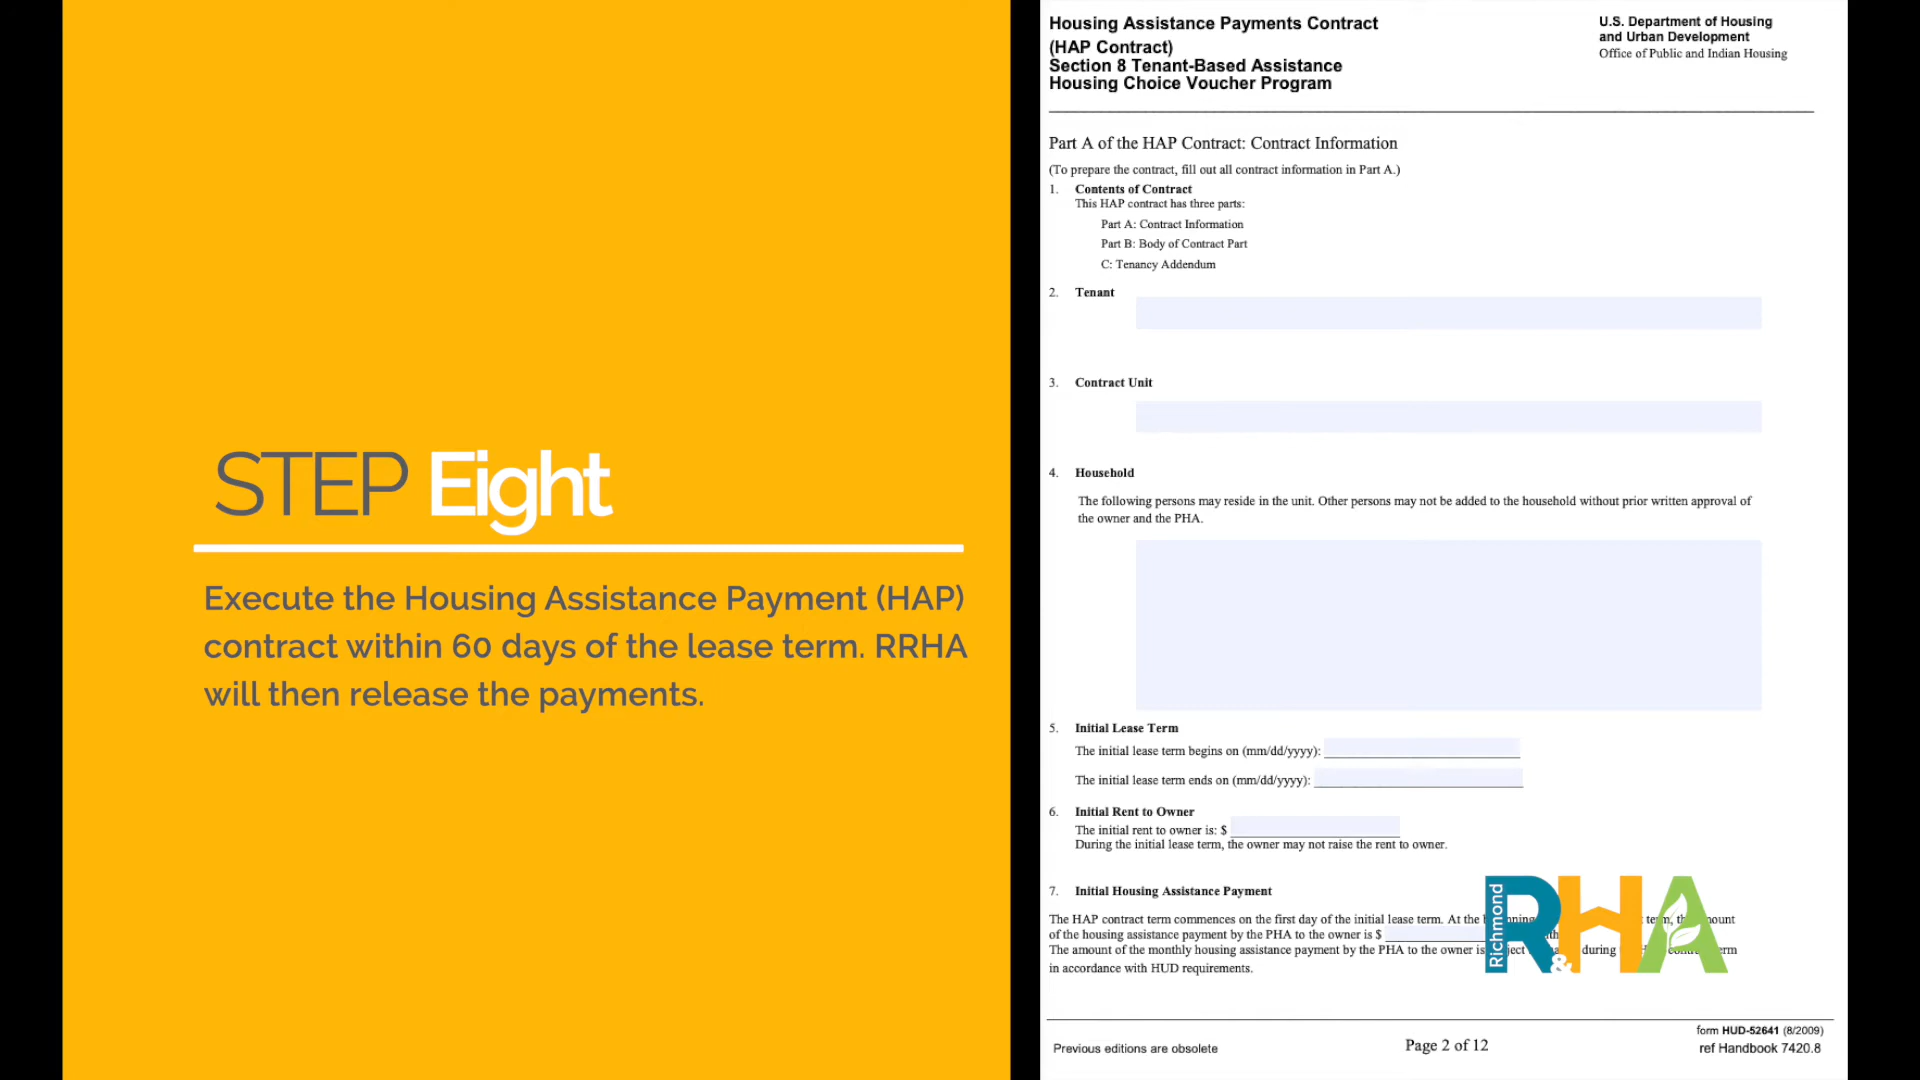 STEP Eight
Execute the Housing Assistance Payment (HAP)
contract within 60 days of the lease term. RRHA
will then release the payments.
Housing Assistance Payments Contract
(HAP Contract)
Section 8 Tenant-Based Assistance
Housing Choice Voucher Program
U.S. Department of Housing
and Urban Development
Office of Public and Indian Housing
Part A of the HAP Contract: Contract Information
(To prepare the contract, fill out all contract information in Part A.)
1. Contents of Contract
This HAP contract has three parts:
Part A: Contract Information
Part B: Body of Contract Part
C: Tenancy Addendum
2. Tenant
3. Contract Unit
4. Household
The following persons may reside in the unit. Other persons may not be added to the household without prior written approval of
the owner and the PHA.
5. Initial Lease Term
The initial lease term begins on (mm/dd/yyyy):
The initial lease term ends on (mm/dd/yyyy):
6. Initial Rent to Owner
The initial rent to owner is: $
During the initial lease term, the owner may not raise the rent to owner.
7. Initial Housing Assistance Payment
The HAP contract term commences on the first day of the initial lease term. At the
of the housing assistance payment by the PHA to the owner is $
The amount of the monthly housing assistance payment by the PHA to the owner is during
in accordance with HUD requirements.
Richmond
R&HA
Previous editions are obsolete
Page 2 of 12
form HUD-52641 (8/2009)
ref Handbook 7420.8